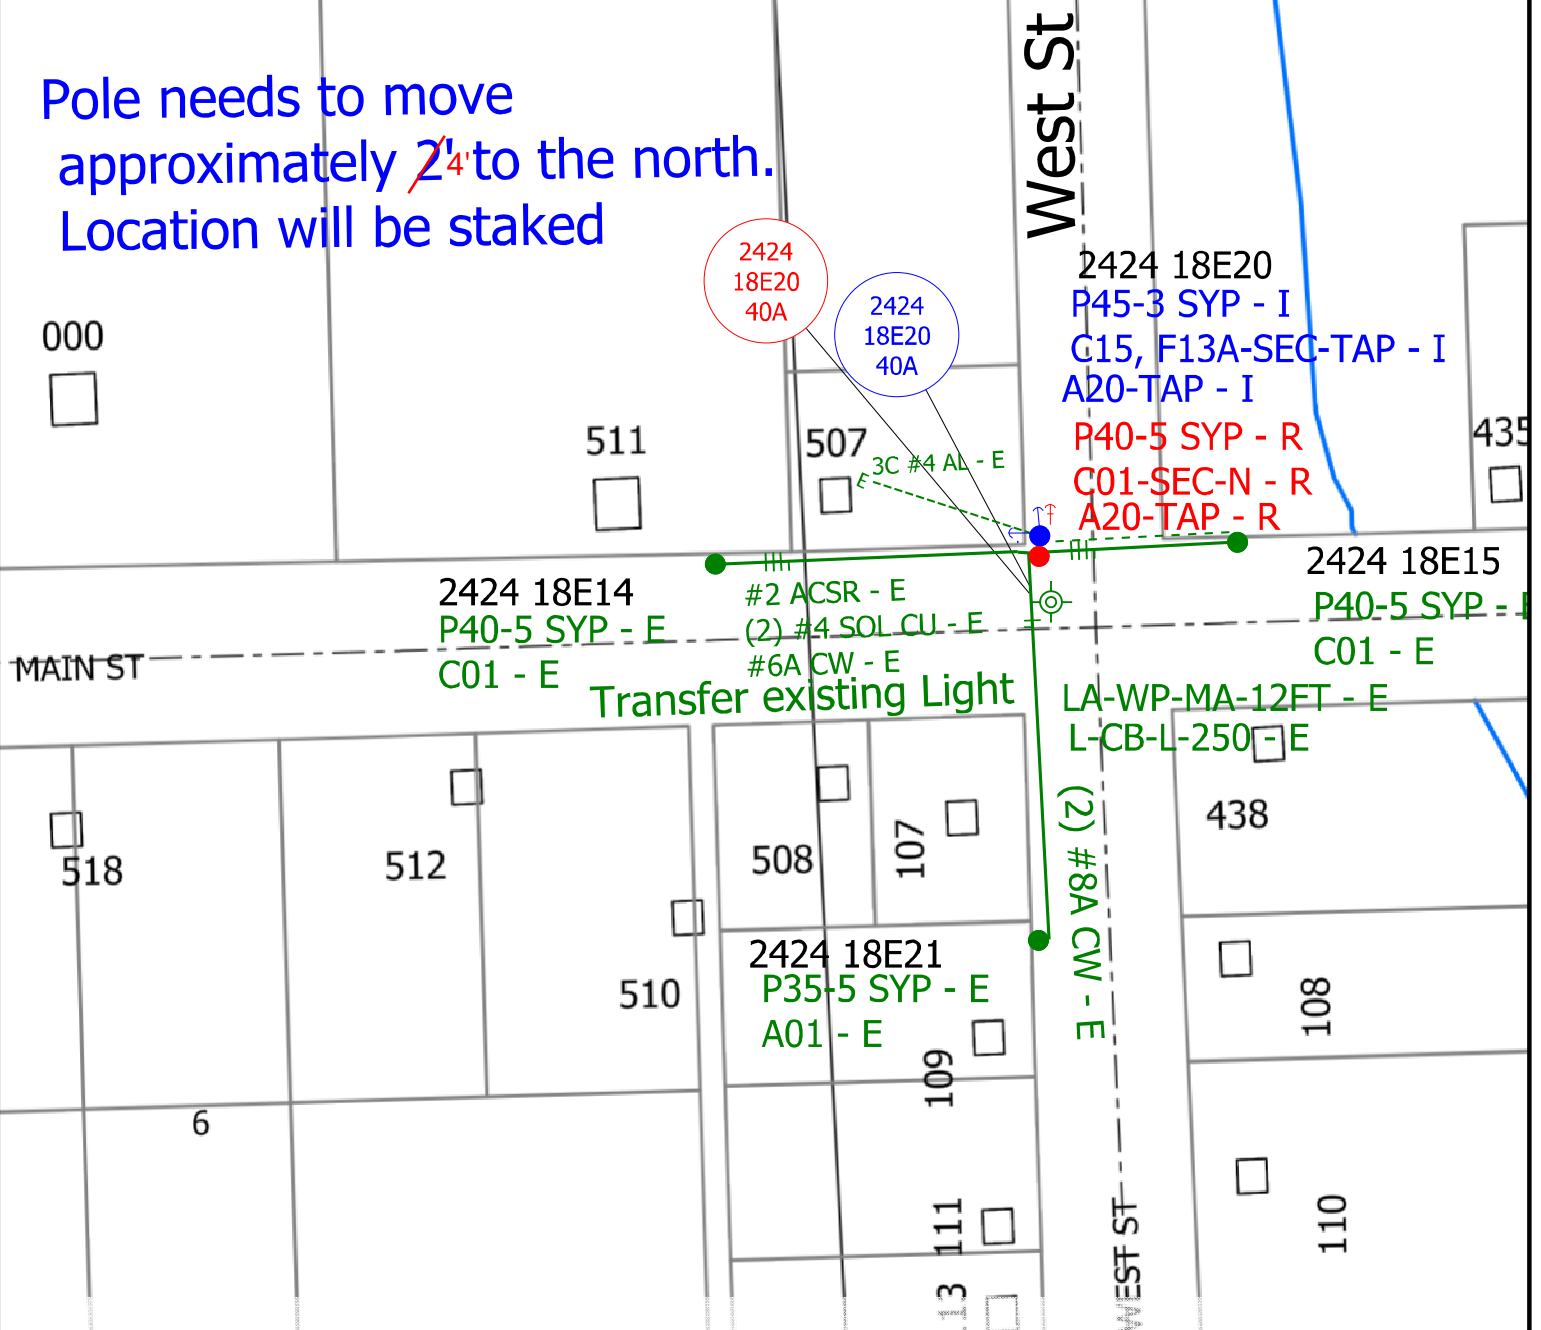 Pole needs to move
approximately 2' 4' to the north.
Location will be staked
West St
2424
18E20
40A
2424
18E20
40A
2424 18E20
P45-3 SYP - I
C15, F13A-SEC-TAP - I
A20-TAP - I
P40-5 SYP - R
C01-SEC-N - R
A20-TAP - R
000
511
507
435
3C #4 AL - E
E
2424 18E14
P40-5 SYP - E
C01 - E
#2 ACSR - E
(2) #4 SOL CU - E
#6A CW - E
2424 18E15
P40-5 SYP - E
C01 - E
MAIN ST
Transfer existing Light
LA-WP-MA-12FT - E
L-CB-L-250 - E
(2) #8A CW - E
518
512
510
508
107
438
2424 18E21
P35-5 SYP - E
A01 - E
108
109
6
111
110
WEST ST